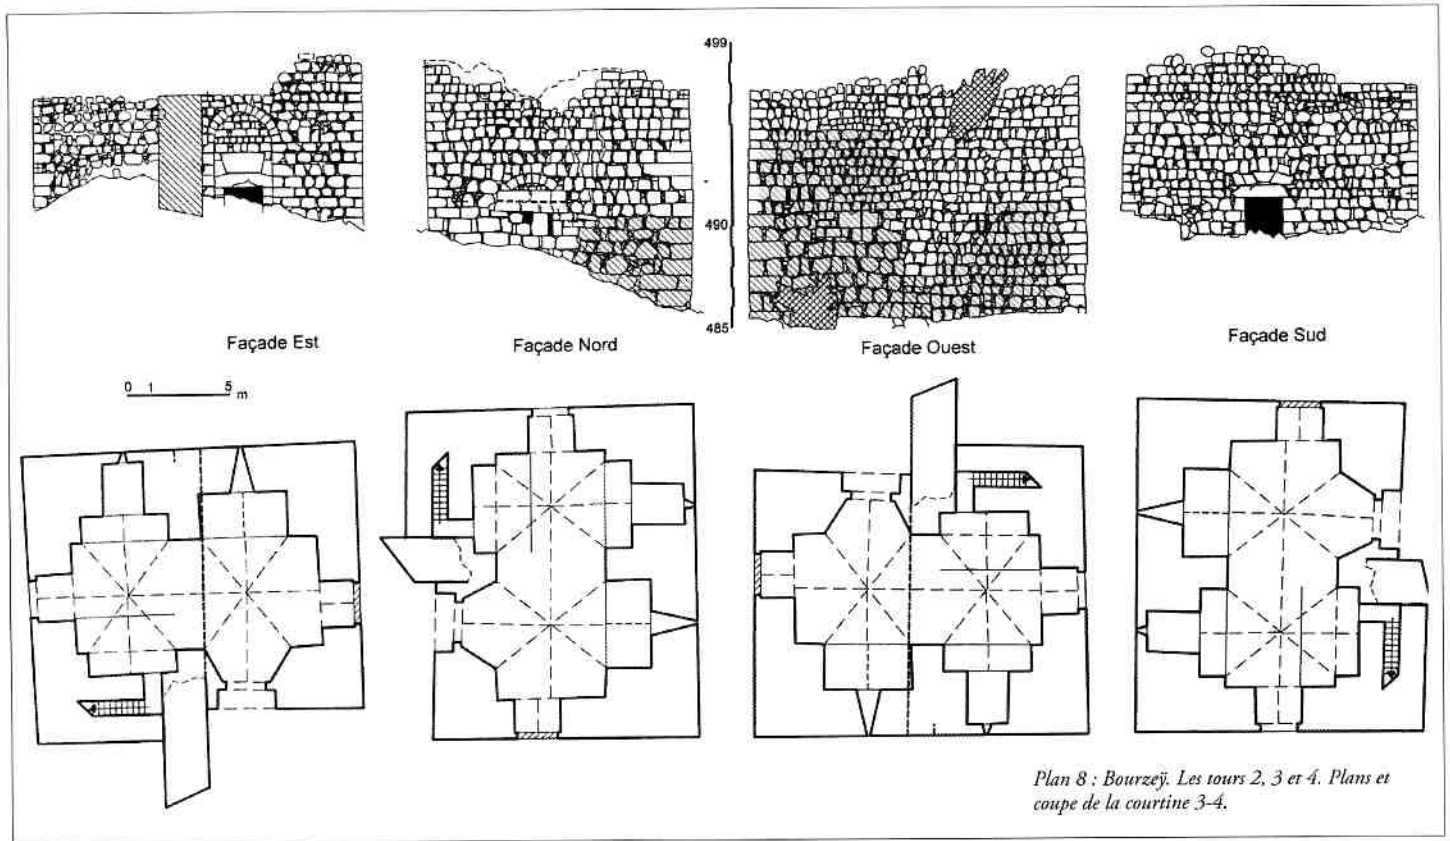 499
490
485
Façade Est
Façade Nord
Façade Ouest
Façade Sud
0 1 5 m
Plan 8 : Bourzeÿ. Les tours 2, 3 et 4. Plans et
coupe de la courtine 3-4.